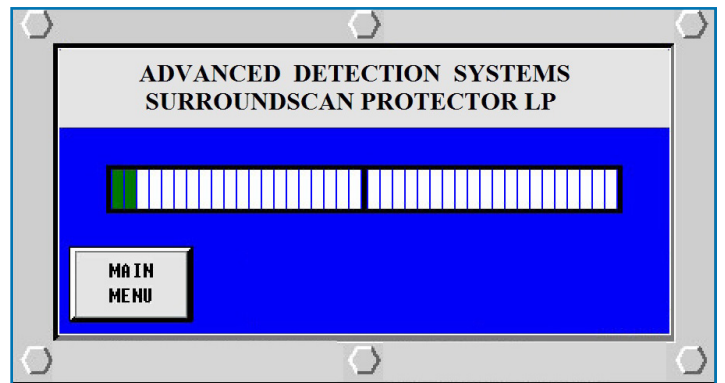 ADVANCED DETECTION SYSTEMS
SURROUNDSCAN PROTECTOR LP
MAIN
MENU